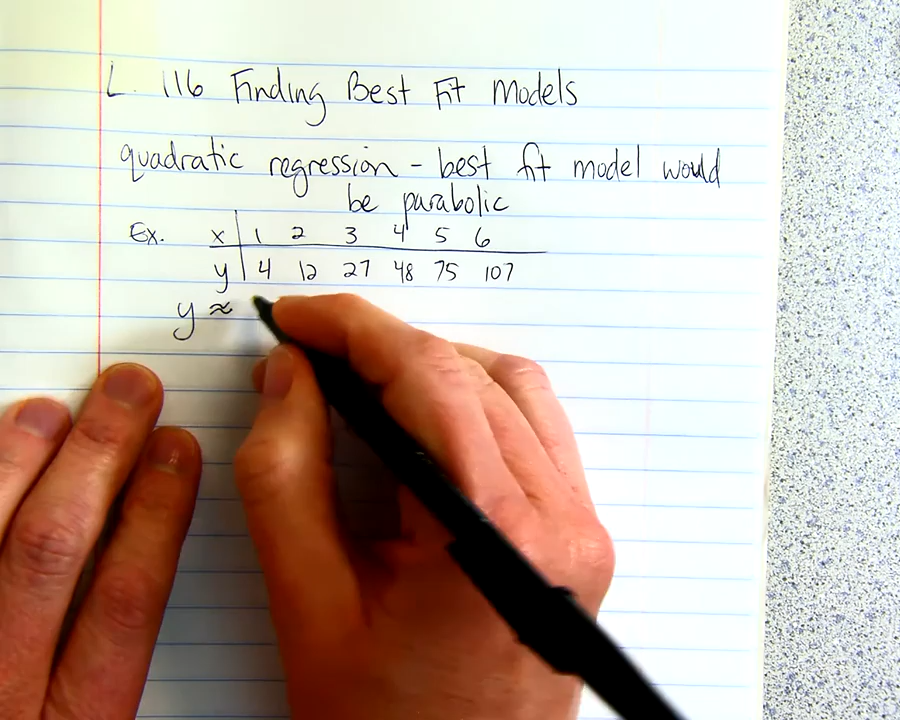 L. 116 Finding Best Fit Models
quadratic regression - best fit model would
be parabolic
Ex. x 1 2 3 4 5 6
y 4 12 27 48 75 107
y ≈